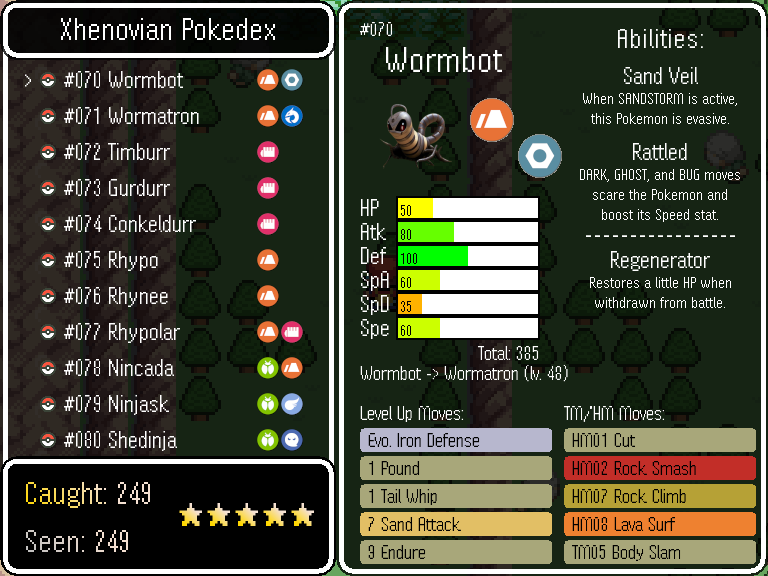 Xhenovian Pokedex
> #070 Wormbot
#071 Wormatron
#072 Timburr
#073 Gurdurr
#074 Conkeldurr
#075 Rhypo
#076 Rhynee
#077 Rhypolar
#078 Nincada
#079 Ninjask
#080 Shedinja
Caught: 249
Seen: 249
#070
Wormbot
HP 50
Atk 80
Def 100
SpA 60
SpD 35
Spe 60
Total: 385
Wormbot -> Wormatron (lv. 48)
Abilities:
Sand Veil
When SANDSTORM is active,
this Pokemon is evasive.
Rattled
DARK, GHOST, and BUG moves
scare the Pokemon and
boost its Speed stat.
----------------
Regenerator
Restores a little HP when
withdrawn from battle.
Level Up Moves:
Evo. Iron Defense
1 Pound
1 Tail Whip
7 Sand Attack
9 Endure
TM/HM Moves:
HM01 Cut
HM02 Rock Smash
HM07 Rock Climb
HM08 Lava Surf
TM05 Body Slam